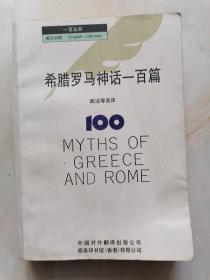 一百丛书
英汉对照 English-Chinese
希腊罗马神话一百篇
陶洁等选译
100
MYTHS OF
GREECE
AND ROME
中国对外翻译出版公司
商务印书馆(香港)有限公司